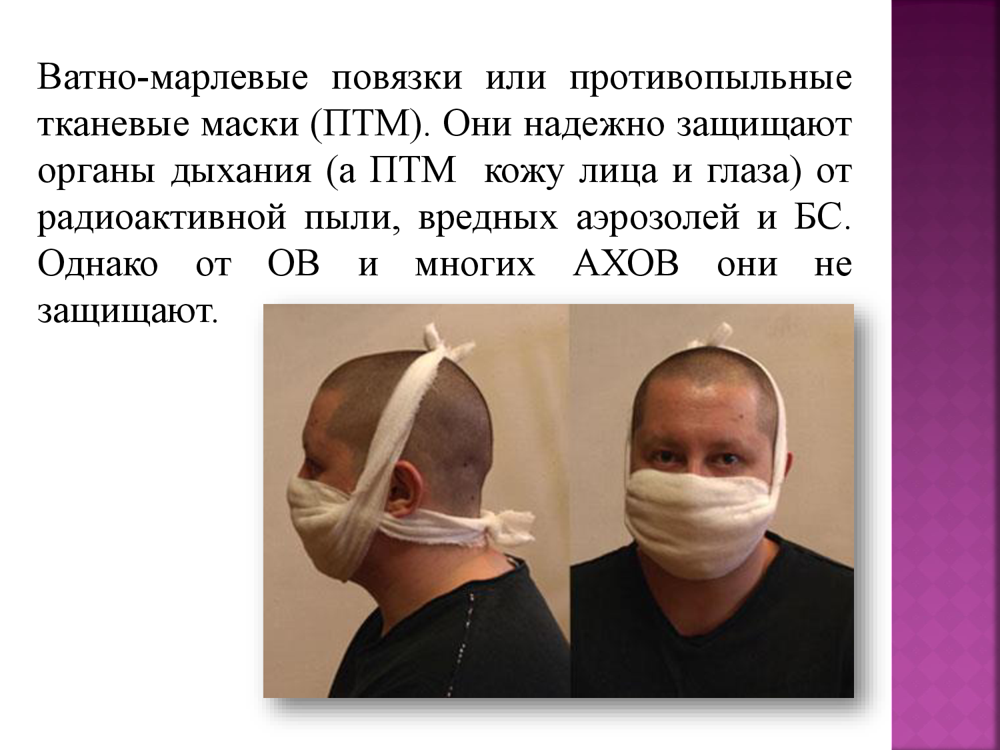 Ватно-марлевые повязки или противопыльные
тканевые маски (ПТМ). Они надежно защищают
органы дыхания (а ПТМ кожу лица и глаза) от
радиоактивной пыли, вредных аэрозолей и БС.
Однако от ОВ и многих АХОВ они не
защищают.